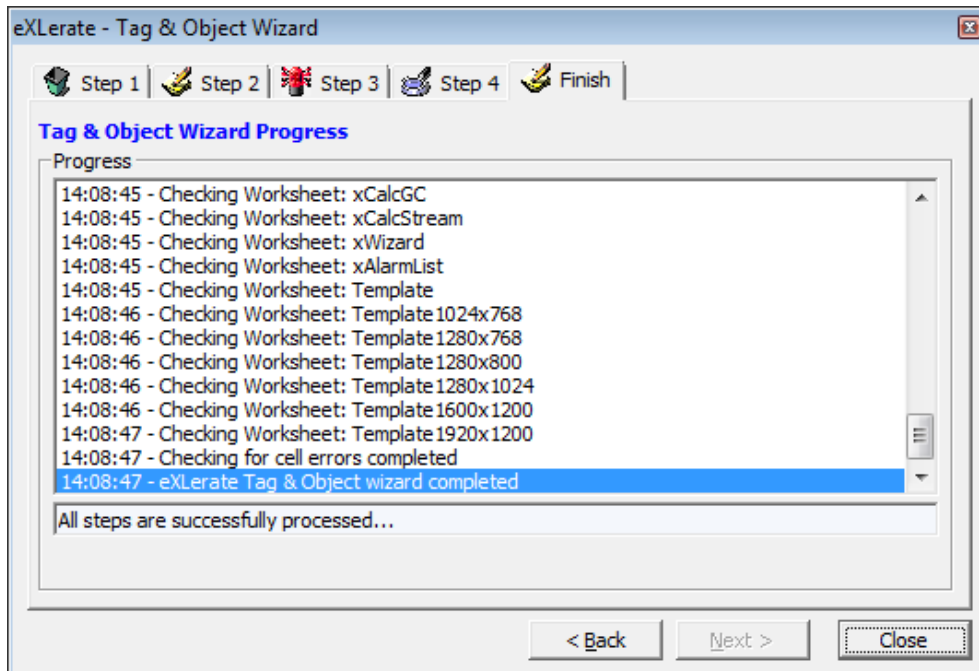 eXLerate - Tag & Object Wizard
Step 1 Step 2 Step 3 Step 4 Finish
Tag & Object Wizard Progress
Progress
14:08:45 - Checking Worksheet: xCalcGC
14:08:45 - Checking Worksheet: xCalcStream
14:08:45 - Checking Worksheet: xWizard
14:08:45 - Checking Worksheet: xAlarmList
14:08:45 - Checking Worksheet: Template
14:08:46 - Checking Worksheet: Template1024x768
14:08:46 - Checking Worksheet: Template1280x768
14:08:46 - Checking Worksheet: Template1280x800
14:08:46 - Checking Worksheet: Template1280x1024
14:08:46 - Checking Worksheet: Template1600x1200
14:08:47 - Checking Worksheet: Template1920x1200
14:08:47 - Checking for cell errors completed
14:08:47 - eXLerate Tag & Object wizard completed
All steps are successfully processed...
< Back Next > Close